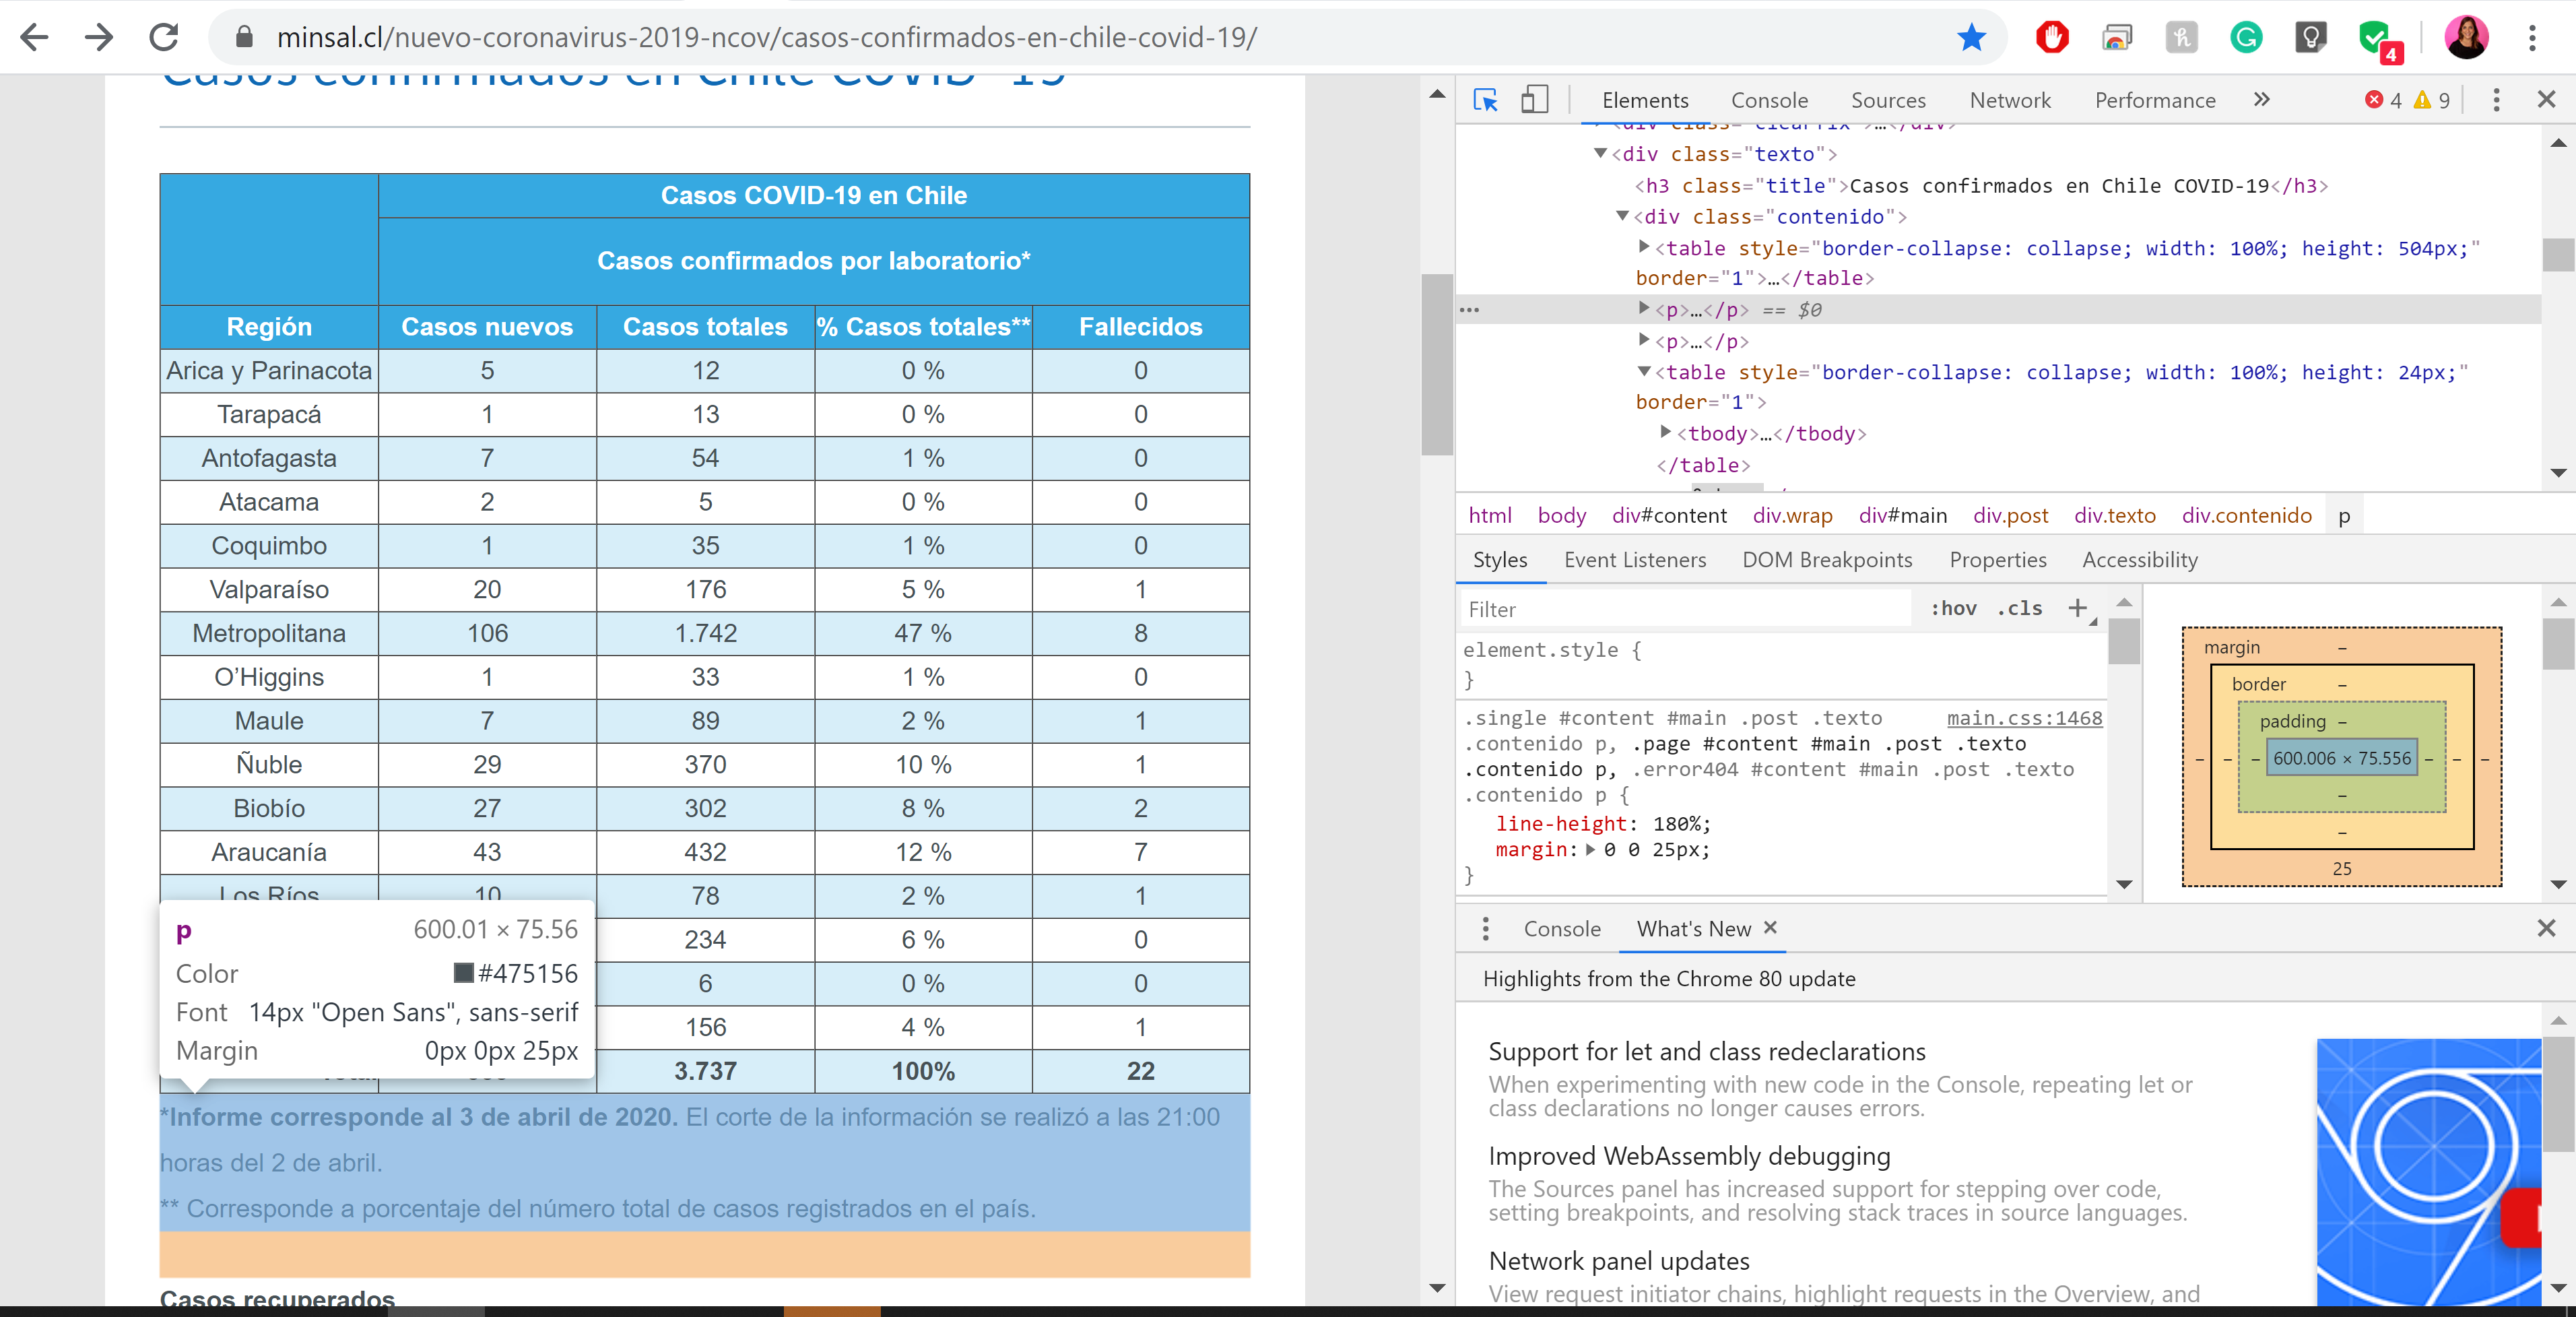 minsal.cl/nuevo-coronavirus-2019-ncov/casos-confirmados-en-chile-covid-19/
4
Casos confirmados en Chile COVID-19
Casos COVID-19 en Chile
Casos confirmados por laboratorio*
Región Casos nuevos Casos totales % Casos totales** Fallecidos
Arica y Parinacota 5 12 0 % 0
Tarapacá 1 13 0 % 0
Antofagasta 7 54 1 % 0
Atacama 2 5 0 % 0
Coquimbo 1 35 1 % 0
Valparaíso 20 176 5 % 1
Metropolitana 106 1.742 47 % 8
O’Higgins 1 33 1 % 0
Maule 7 89 2 % 1
Ñuble 29 370 10 % 1
Biobío 27 302 8 % 2
Araucanía 43 432 12 % 7
Los Ríos 10 78 2 % 1
234 6 % 0
6 0 % 0
156 4 % 1
3.737 100% 22
p 600.01 × 75.56
Color #475156
Font 14px "Open Sans", sans-serif
Margin 0px 0px 25px
*Informe corresponde al 3 de abril de 2020. El corte de la información se realizó a las 21:00
horas del 2 de abril.
** Corresponde a porcentaje del número total de casos registrados en el país.
Casos recuperados
Elements Console Sources Network Performance » 4 9
<div class="clearfix">…</div>
<div class="texto">
<h3 class="title">Casos confirmados en Chile COVID-19</h3>
<div class="contenido">
<table style="border-collapse: collapse; width: 100%; height: 504px;"
border="1">…</table>
<p>…</p> == $0
<p>…</p>
<table style="border-collapse: collapse; width: 100%; height: 24px;"
border="1">
<tbody>…</tbody>
</table>
html body div#content div.wrap div#main div.post div.texto div.contenido p
Styles Event Listeners DOM Breakpoints Properties Accessibility
Filter :hov .cls +
element.style {
}
.single #content #main .post .texto main.css:1468
.contenido p, .page #content #main .post .texto
.contenido p, .error404 #content #main .post .texto
.contenido p {
line-height: 180%;
margin: 0 0 25px;
}
margin –
border –
padding –
– – – 600.006 × 75.556 – – –
–
–
25
Console What's New ×
Highlights from the Chrome 80 update
Support for let and class redeclarations
When experimenting with new code in the Console, repeating let or
class declarations no longer causes errors.
Improved WebAssembly debugging
The Sources panel has increased support for stepping over code,
setting breakpoints, and resolving stack traces in source languages.
Network panel updates
View request initiator chains, highlight requests in the Overview, and